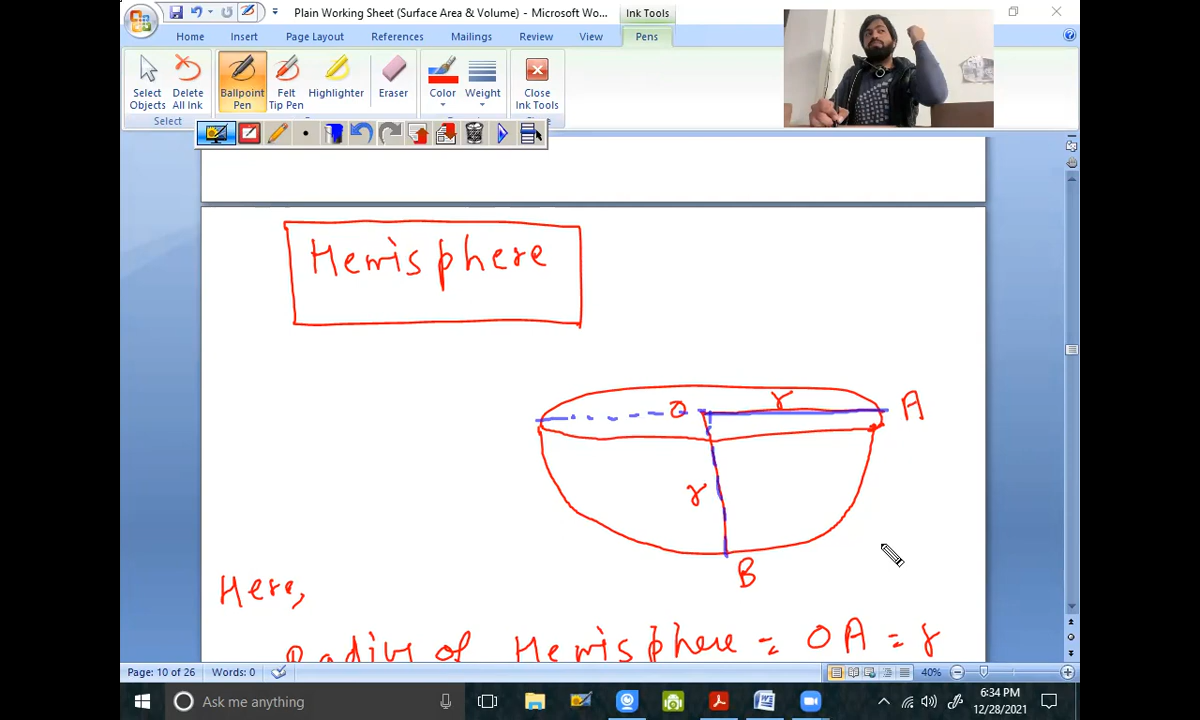 Plain Working Sheet (Surface Area & Volume) - Microsoft Wo...
Ink Tools
Home
Insert
Page Layout
References
Mailings
Review
View
Pens
Select Objects
Delete All Ink
Ballpoint Pen
Felt Tip Pen
Highlighter
Eraser
Color
Weight
Close Ink Tools
Select
Hemisphere
O
r
A
r
B
Here,
Radius of Hemisphere = OA = r
Page: 10 of 26
Words: 0
40%
Ask me anything
6:34 PM
12/28/2021